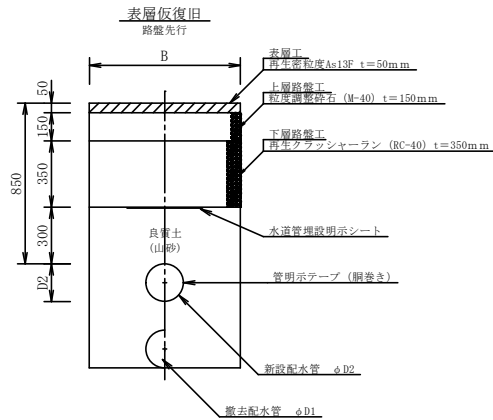 表層仮復旧
路盤先行
B
表層工
再生密粒度As13F t=50mm
上層路盤工
粒度調整砕石 (M-40) t=150mm
下層路盤工
再生クラッシャーラン (RC-40) t=350mm
50
150
350
850
300
D2
水道管埋設明示シート
良質土
(山砂)
管明示テープ (胴巻き)
新設配水管 φD2
撤去配水管 φD1